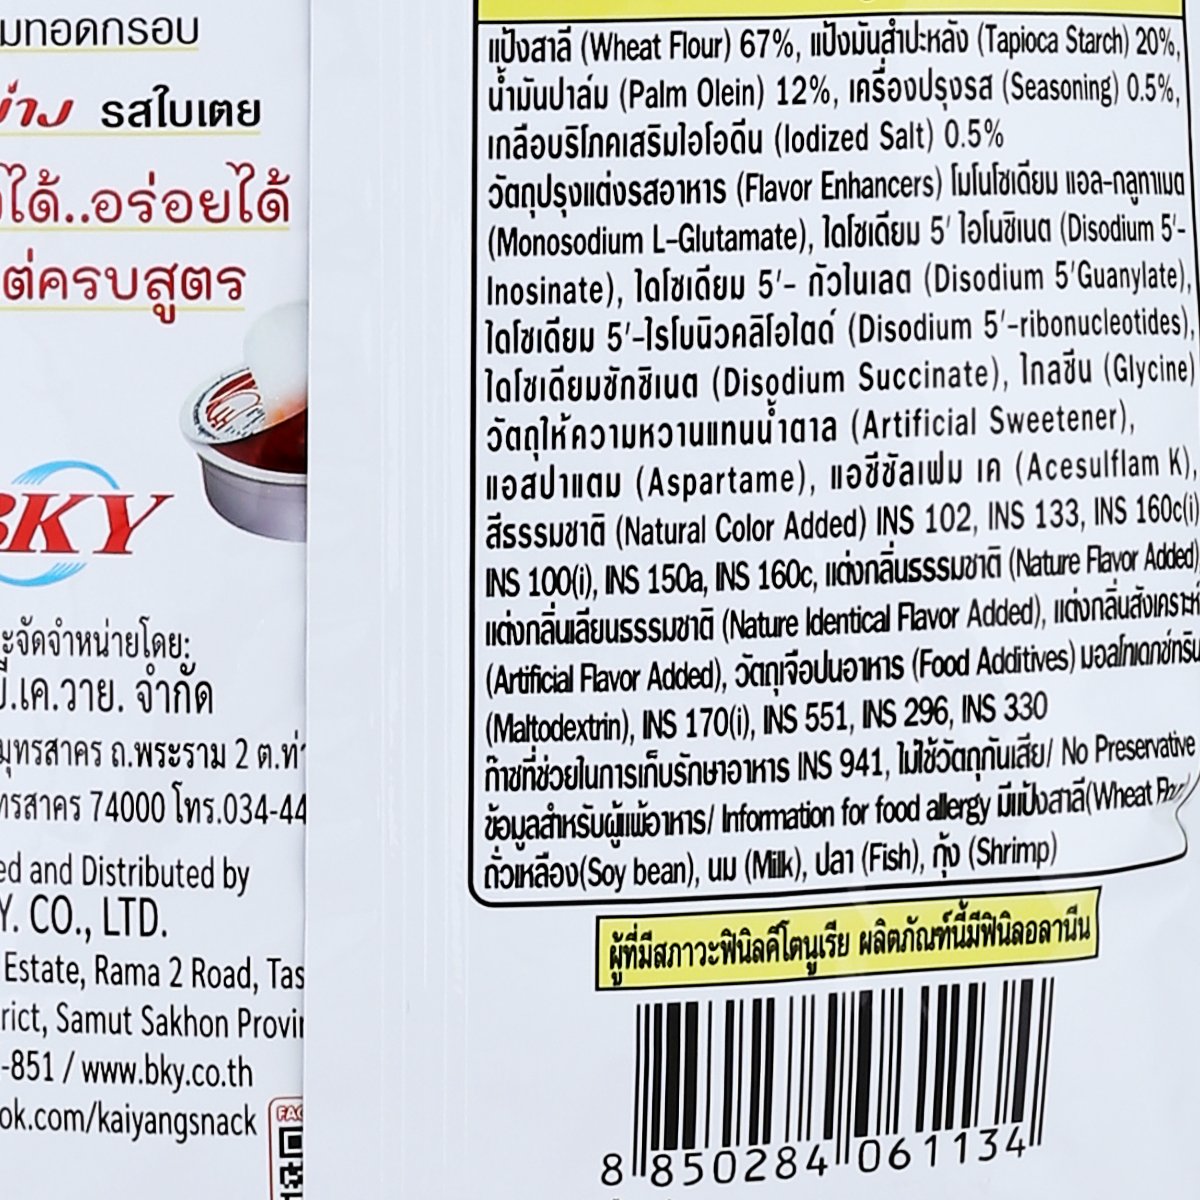 มทอดกรอบ
ย่าง รสใบเตย
ได้..อร่อยได้
ต่ครบสูตร
BKY
ะจัดจำหน่ายโดย:
บี.เค.วาย. จำกัด
มุทรสาคร ถ.พระราม 2 ต.ท่า
ทรสาคร 74000 โทร.034-44
ed and Distributed by
Y. CO., LTD.
Estate, Rama 2 Road, Tas
rict, Samut Sakhon Provin
-851 / www.bky.co.th
ok.com/kaiyangsnack
FAC
แป้งสาลี (Wheat Flour) 67%, แป้งมันสำปะหลัง (Tapioca Starch) 20%,
น้ำมันปาล์ม (Palm Olein) 12%, เครื่องปรุงรส (Seasoning) 0.5%,
เกลือบริโภคเสริมไอโอดีน (Iodized Salt) 0.5%
วัตถุปรุงแต่งรสอาหาร (Flavor Enhancers) โมโนโซเดียม แอล-กลูทาเมต
(Monosodium L-Glutamate), ไดโซเดียม 5' ไอโนซิเนต (Disodium 5'-
Inosinate), ไดโซเดียม 5'- กัวไนเลต (Disodium 5'Guanylate),
ไดโซเดียม 5'-ไรโบนิวคลิโอไตด์ (Disodium 5'-ribonucleotides),
ไดโซเดียมซักซิเนต (Disodium Succinate), ไกลซีน (Glycine)
วัตถุให้ความหวานแทนน้ำตาล (Artificial Sweetener),
แอสปาแตม (Aspartame), แอซีซัลเฟม เค (Acesulflam K),
สีธรรมชาติ (Natural Color Added) INS 102, INS 133, INS 160c(i)
INS 100(i), INS 150a, INS 160c, แต่งกลิ่นธรรมชาติ (Nature Flavor Added)
แต่งกลิ่นเลียนธรรมชาติ (Nature Identical Flavor Added), แต่งกลิ่นสังเคราะห์
(Artificial Flavor Added), วัตถุเจือปนอาหาร (Food Additives) มอลโทเดกซ์ทริน
(Maltodextrin), INS 170(i), INS 551, INS 296, INS 330
ก๊าซที่ช่วยในการเก็บรักษาอาหาร INS 941, ไม่ใช้วัตถุกันเสีย/ No Preservative
ข้อมูลสำหรับผู้แพ้อาหาร/ Information for food allergy มีแป้งสาลี(Wheat Flour)
ถั่วเหลือง(Soy bean), นม (Milk), ปลา (Fish), กุ้ง (Shrimp)
ผู้ที่มีสภาวะฟินิลคีโตนูเรีย ผลิตภัณฑ์นี้มีฟินิลอลานีน
8 850284 061134